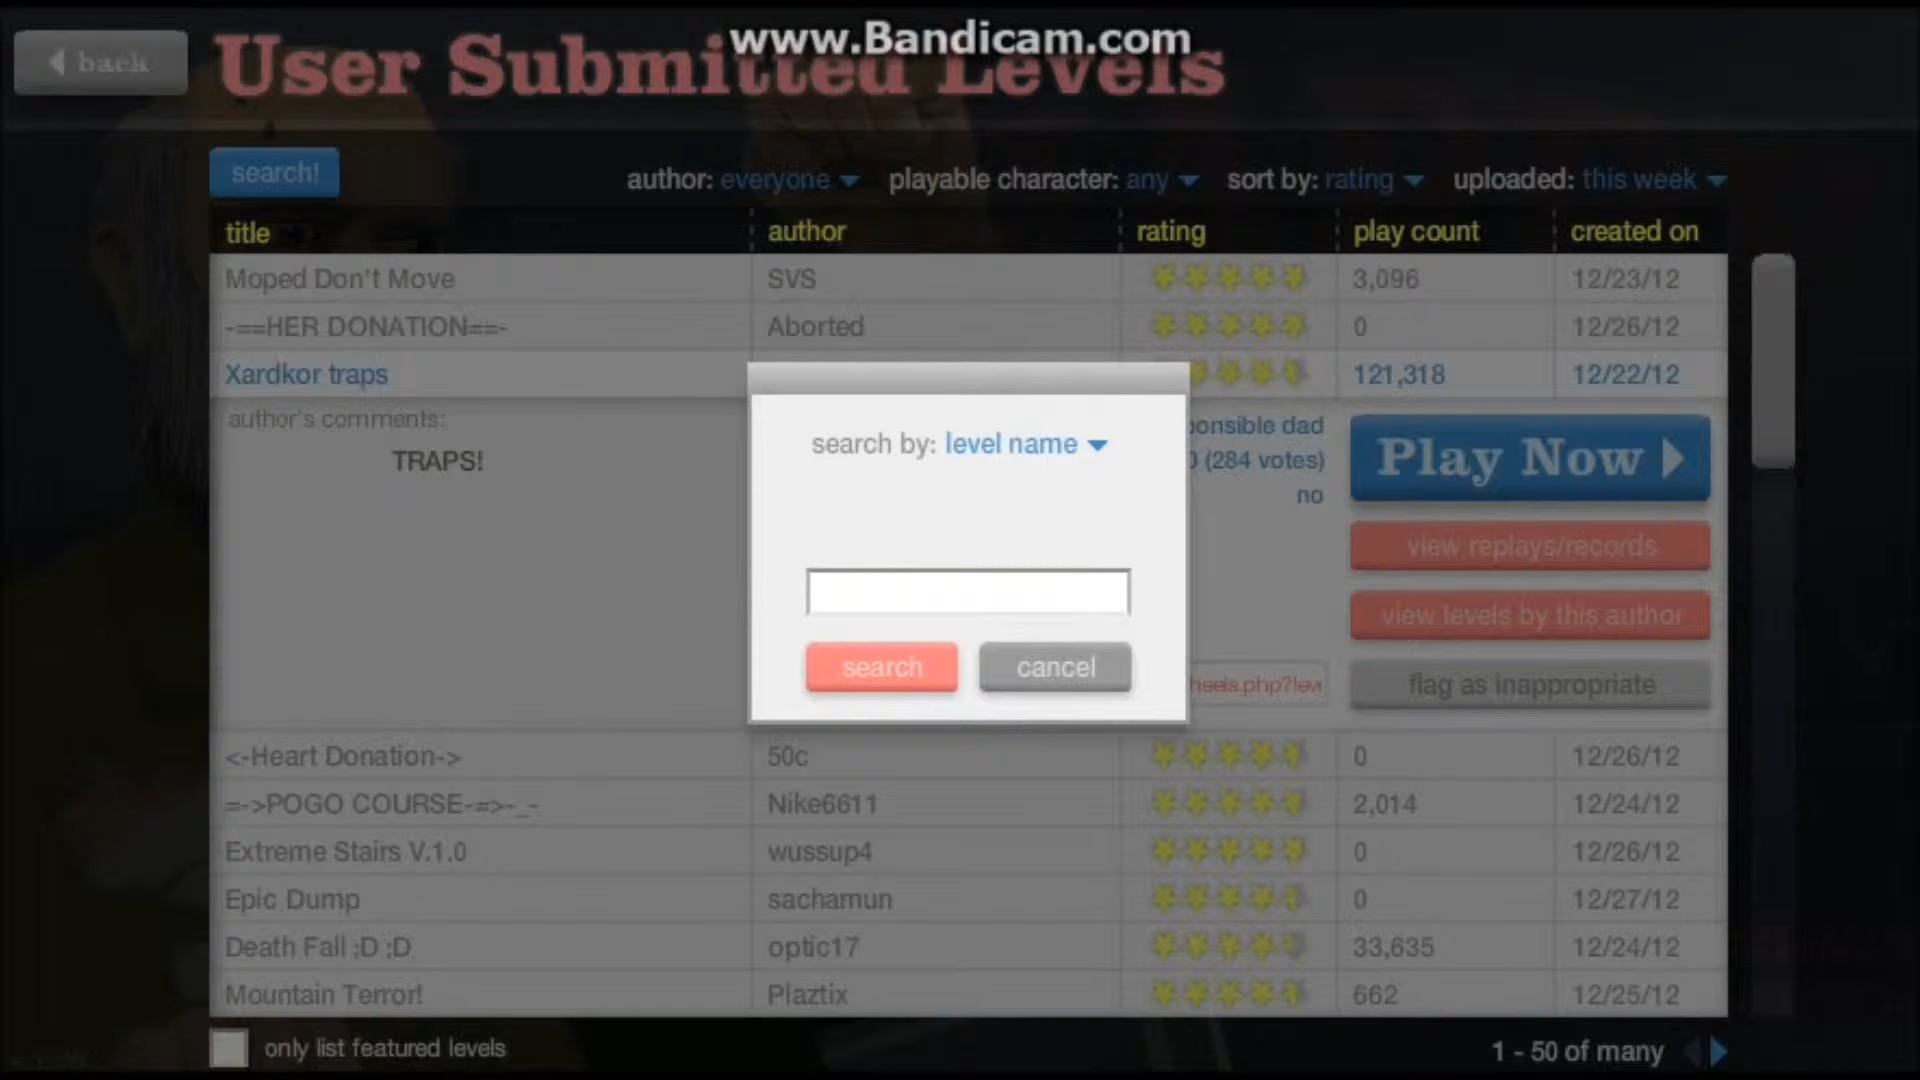 www.Bandicam.com
back
User Submitted Levels
search!
author: everyone playable character: any sort by: rating uploaded: this week
title author rating play count created on
Moped Don't Move SVS 3,096 12/23/12
-==HER DONATION==- Aborted 0 12/26/12
Xardkor traps 121,318 12/22/12
author's comments:
TRAPS!
search by: level name
search cancel
ponsible dad
(284 votes)
no
Play Now
view replays/records
view levels by this author
heels.php?lev
flag as inappropriate
<-Heart Donation-> 50c 0 12/26/12
=->POGO COURSE-=>-_- Nike6611 2,014 12/24/12
Extreme Stairs V.1.0 wussup4 0 12/26/12
Epic Dump sachamun 0 12/27/12
Death Fall ;D ;D optic17 33,635 12/24/12
Mountain Terror! Plaztix 662 12/25/12
only list featured levels
1 - 50 of many